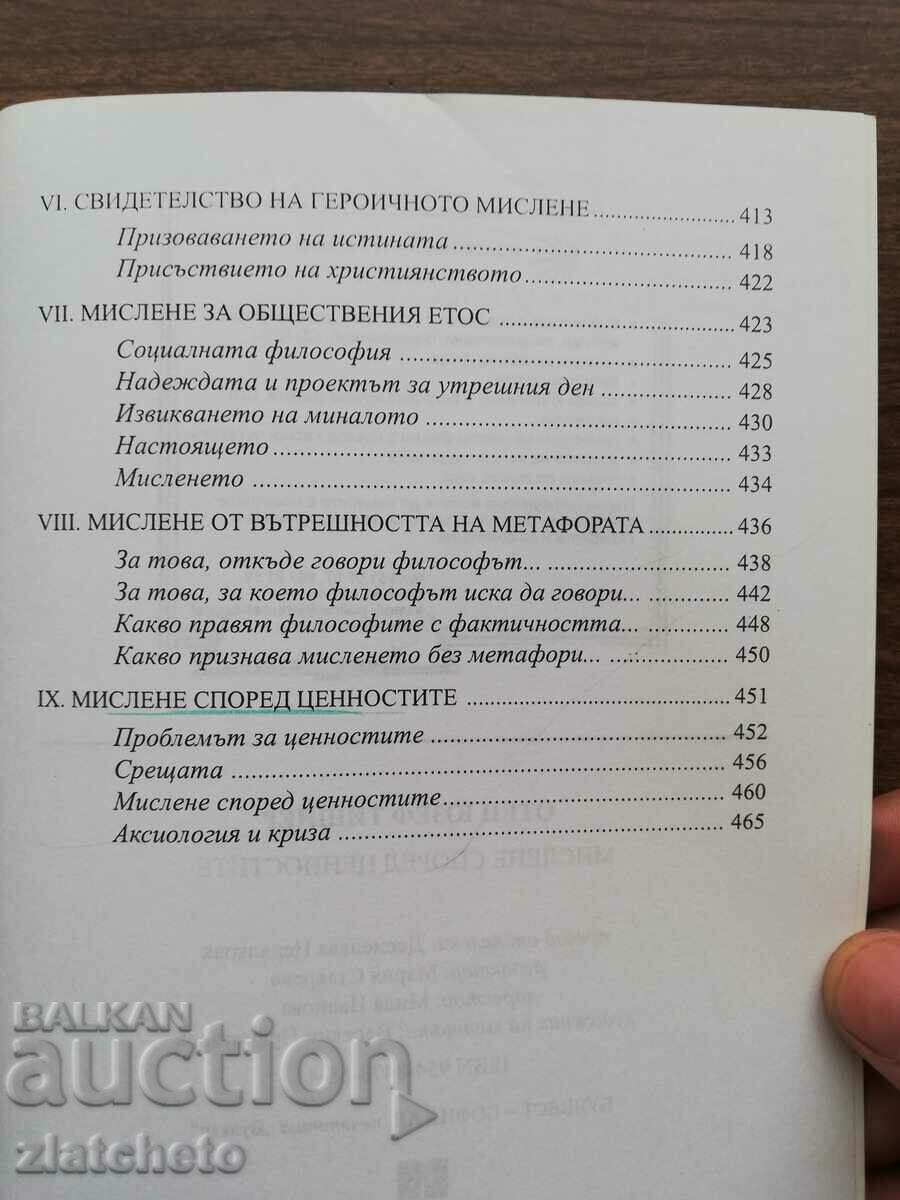 VI. СВИДЕТЕЛСТВО НА ГЕРОИЧНОТО МИСЛЕНЕ 413
Призоваването на истината 418
Присъствието на християнството 422
VII. МИСЛЕНЕ ЗА ОБЩЕСТВЕНИЯ ЕТОС 423
Социалната философия 425
Надеждата и проектът за утрешния ден 428
Извикването на миналото 430
Настоящето 433
Мисленето 434
VIII. МИСЛЕНЕ ОТ ВЪТРЕШНОСТТА НА МЕТАФОРАТА 436
За това, откъде говори философът... 438
За това, за което философът иска да говори... 442
Какво правят философите с фактичността... 448
Какво признава мисленето без метафори... 450
IX. МИСЛЕНЕ СПОРЕД ЦЕННОСТИТЕ 451
Проблемът за ценностите 452
Срещата 456
Мислене според ценностите 460
Аксиология и криза 465
BALKAN
auction
zlatcheto